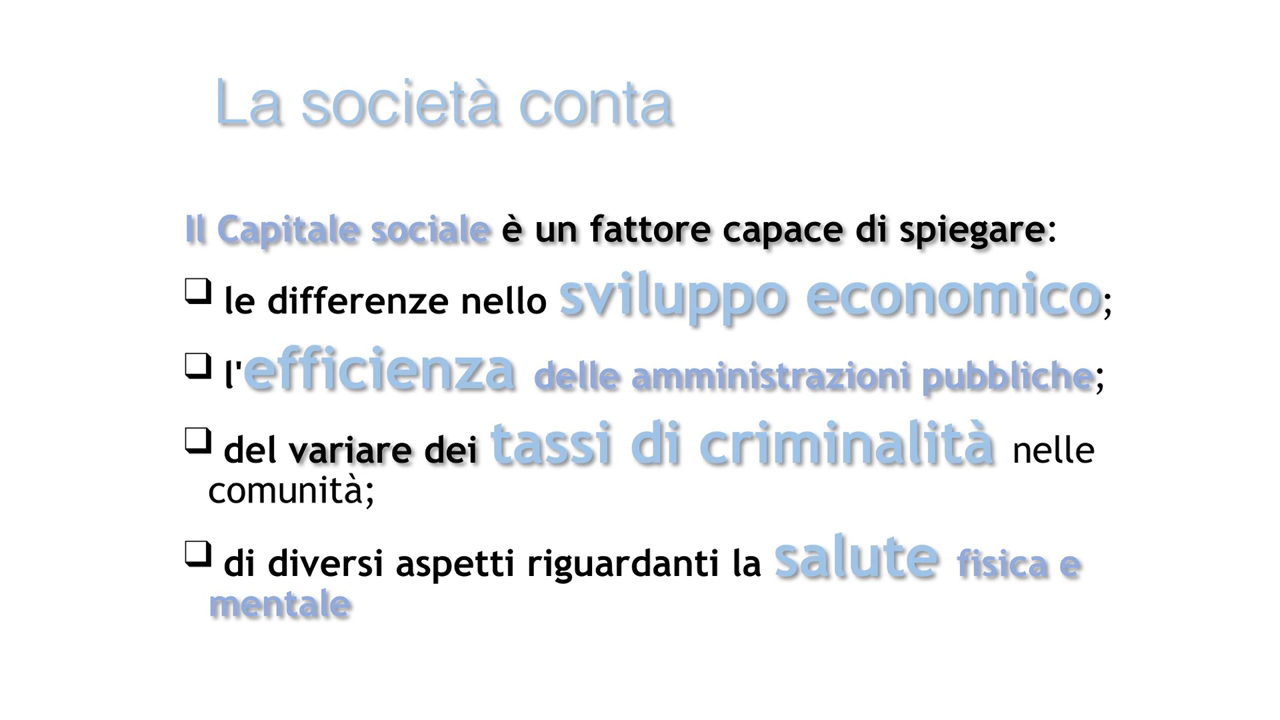 La società conta
Il Capitale sociale è un fattore capace di spiegare:
❑ le differenze nello sviluppo economico;
❑ l'efficienza delle amministrazioni pubbliche;
❑ del variare dei tassi di criminalità nelle
comunità;
❑ di diversi aspetti riguardanti la salute fisica e
mentale